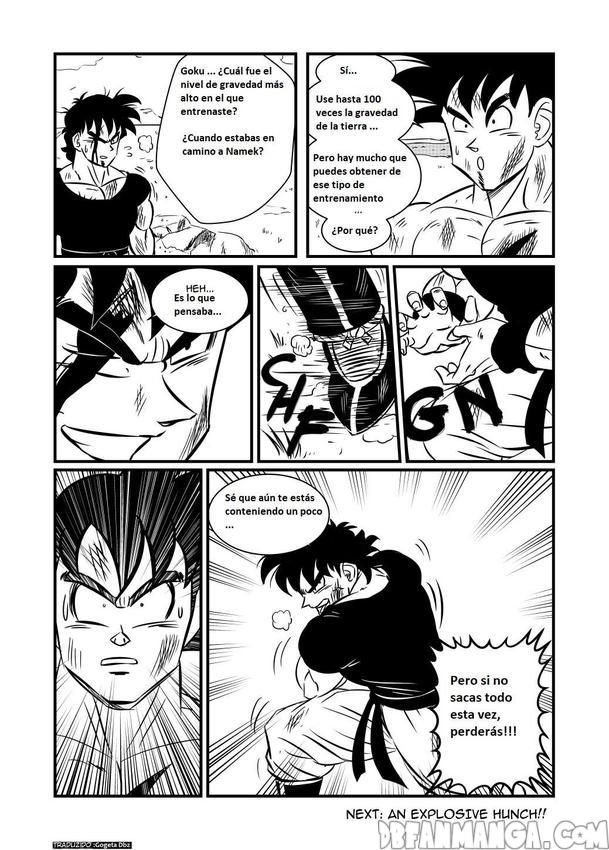 Goku ... ¿Cuál fue el
nivel de gravedad más
alto en el que
entrenaste?
¿Cuando estabas en
camino a Namek?
Sí...
Use hasta 100
veces la gravedad
de la tierra ...
Pero hay mucho que
puedes obtener de
ese tipo de
entrenamiento
...
¿Por qué?
HEH...
Es lo que
pensaba...
CHF
GN
Sé que aún te estás
conteniendo un poco
...
Pero si no
sacas todo
esta vez,
perderás!!!
NEXT: AN EXPLOSIVE HUNCH!!
TRADUZIDO :Gogeta Dbz
DBFANMANGA.COM